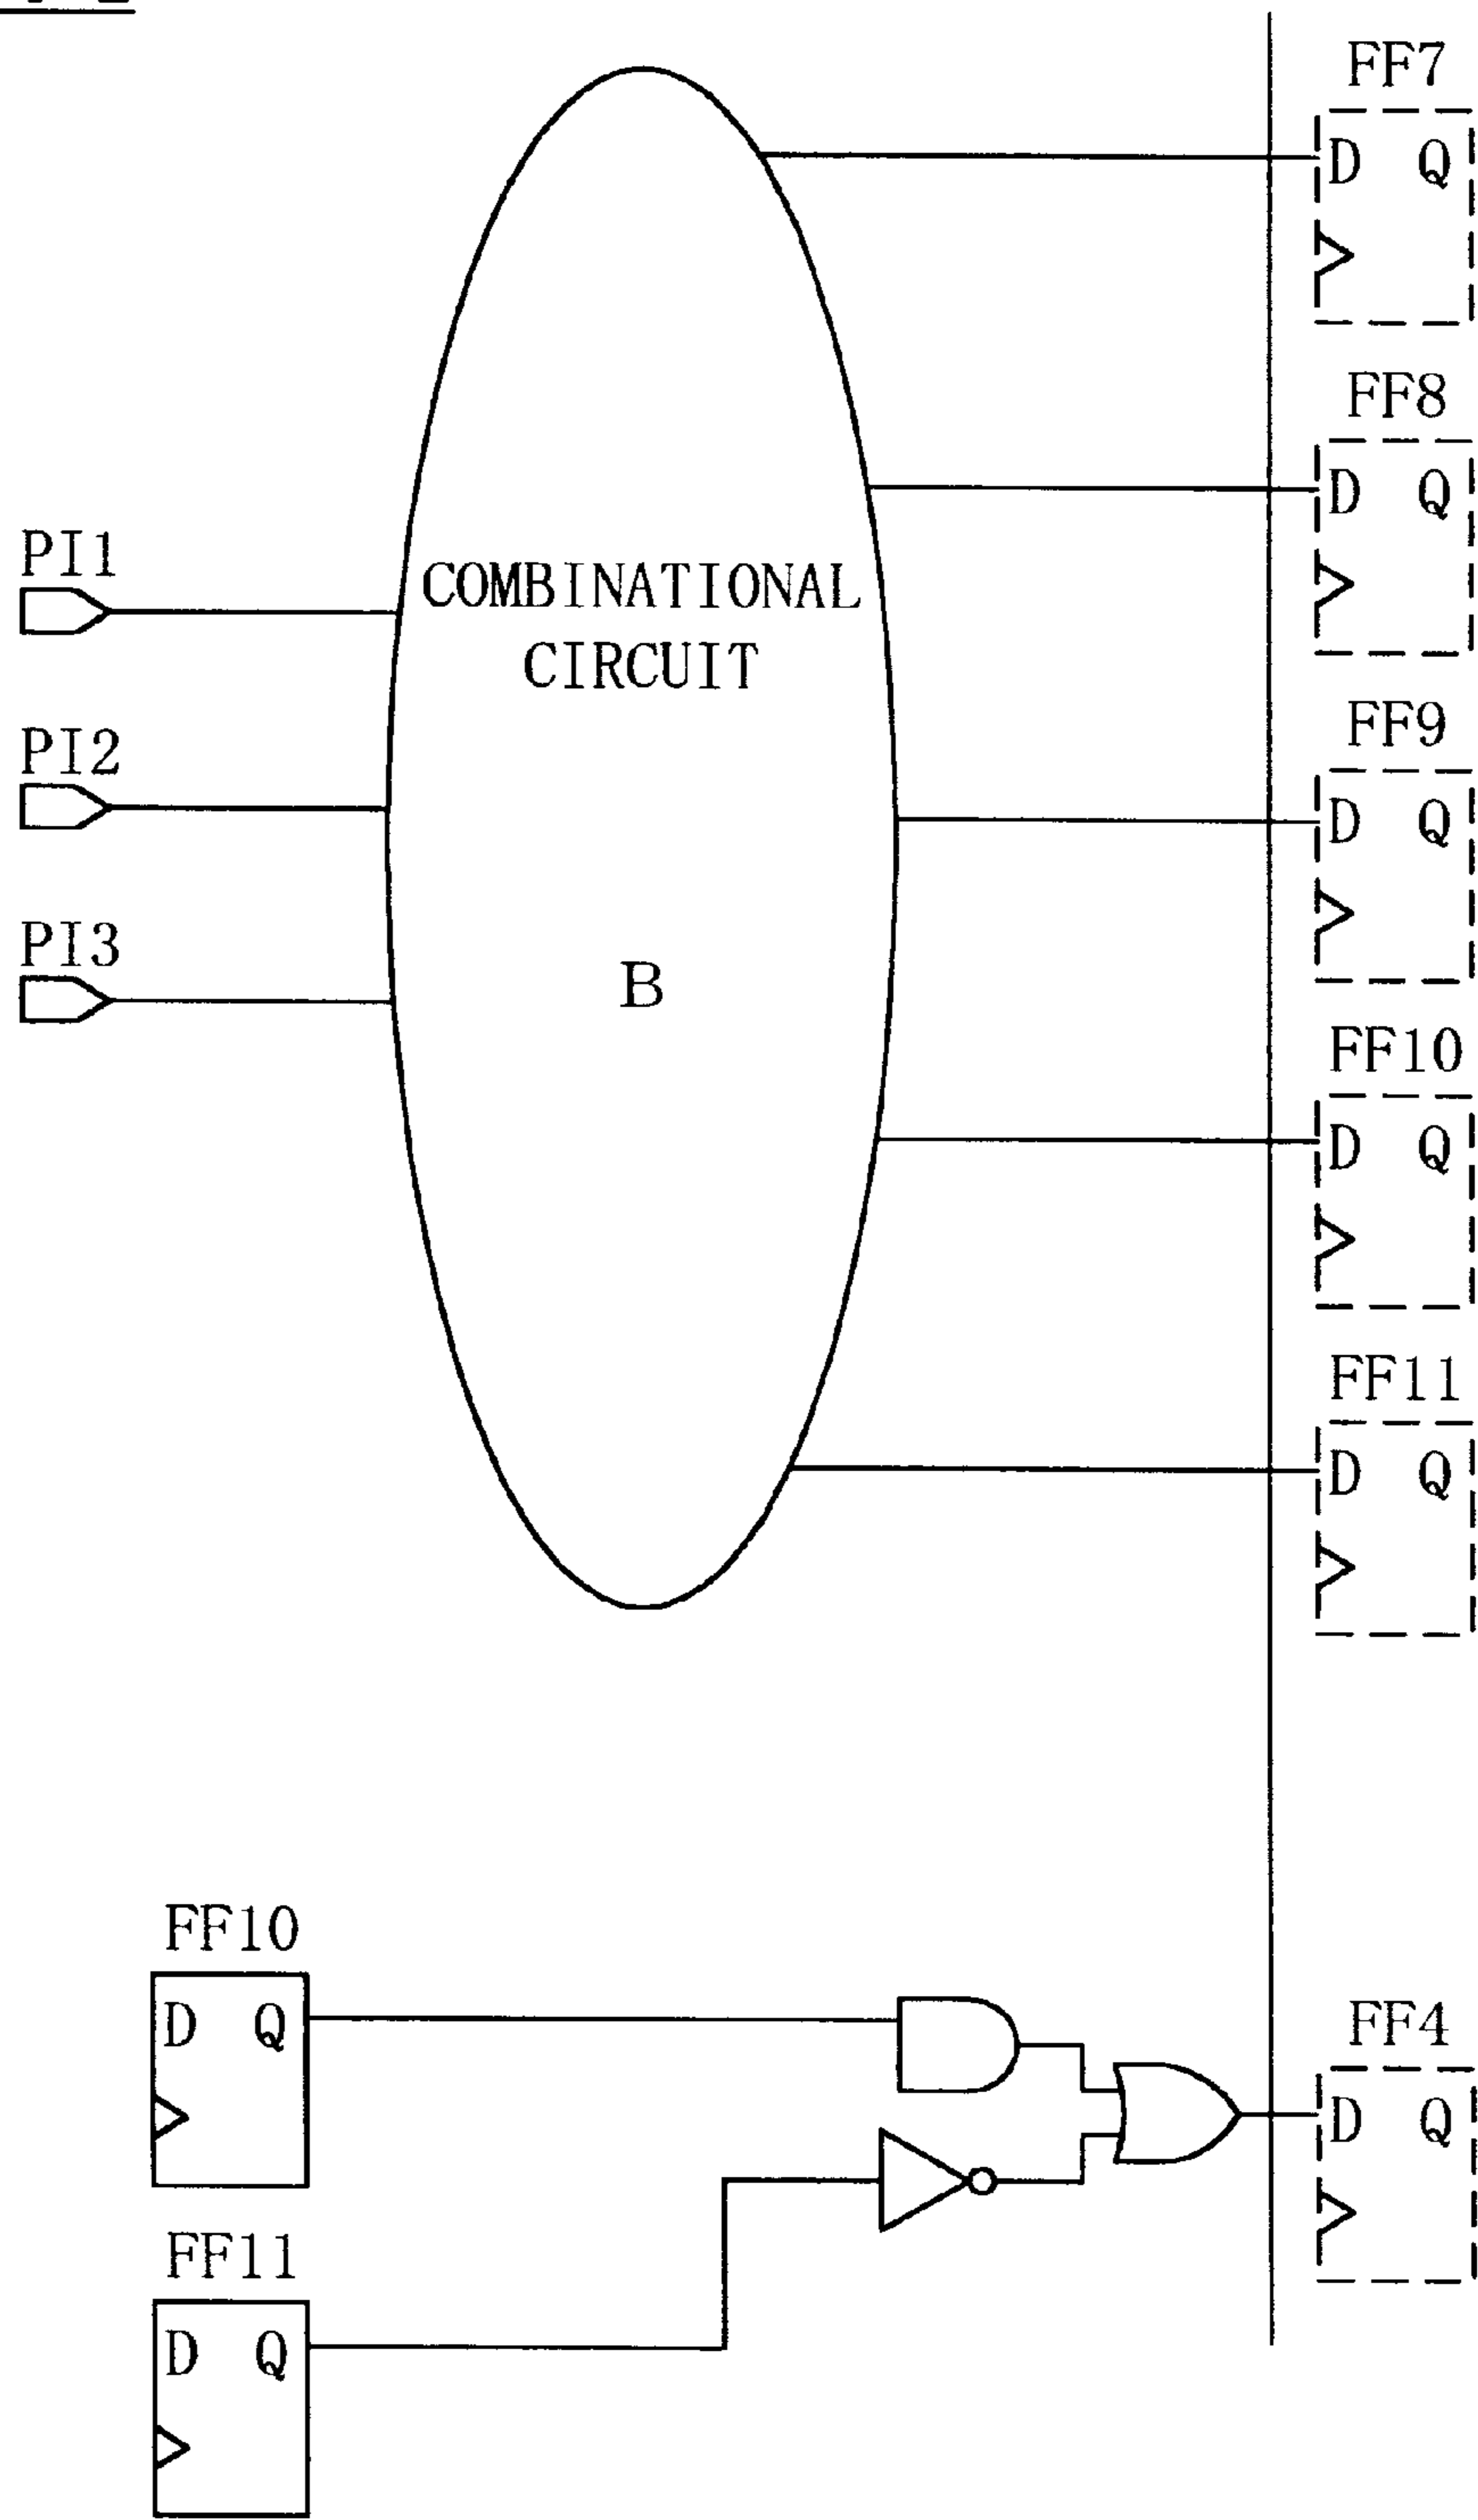 FF7
D Q
FF8
D Q
PI1
COMBINATIONAL
CIRCUIT
FF9
PI2
D Q
PI3
B
FF10
D Q
FF11
D Q
FF10
D Q
FF4
D Q
FF11
D Q